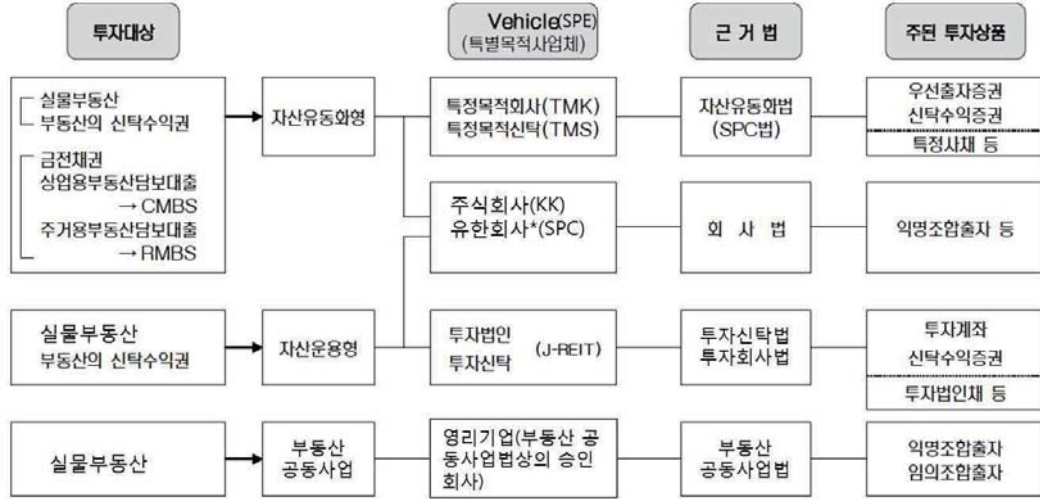 투자대상
Vehicle(SPE)
(특별목적사업체)
근 거 법
주된 투자상품
실물부동산
부동산의 신탁수익권
금전채권
상업용부동산담보대출
→ CMBS
주거용부동산담보대출
→ RMBS
자산유동화형
특정목적회사(TMK)
특정목적신탁(TMS)
자산유동화법
(SPC법)
우선출자증권
신탁수익증권
특정사채 등
주식회사(KK)
유한회사*(SPC)
회 사 법
익명조합출자 등
실물부동산
부동산의 신탁수익권
자산운용형
투자법인
투자신탁
(J-REIT)
투자신탁법
투자회사법
투자계좌
신탁수익증권
투자법인채 등
실물부동산
부동산
공동사업
영리기업(부동산 공
동사업법상의 승인
회사)
부동산
공동사업법
익명조합출자
임의조합출자